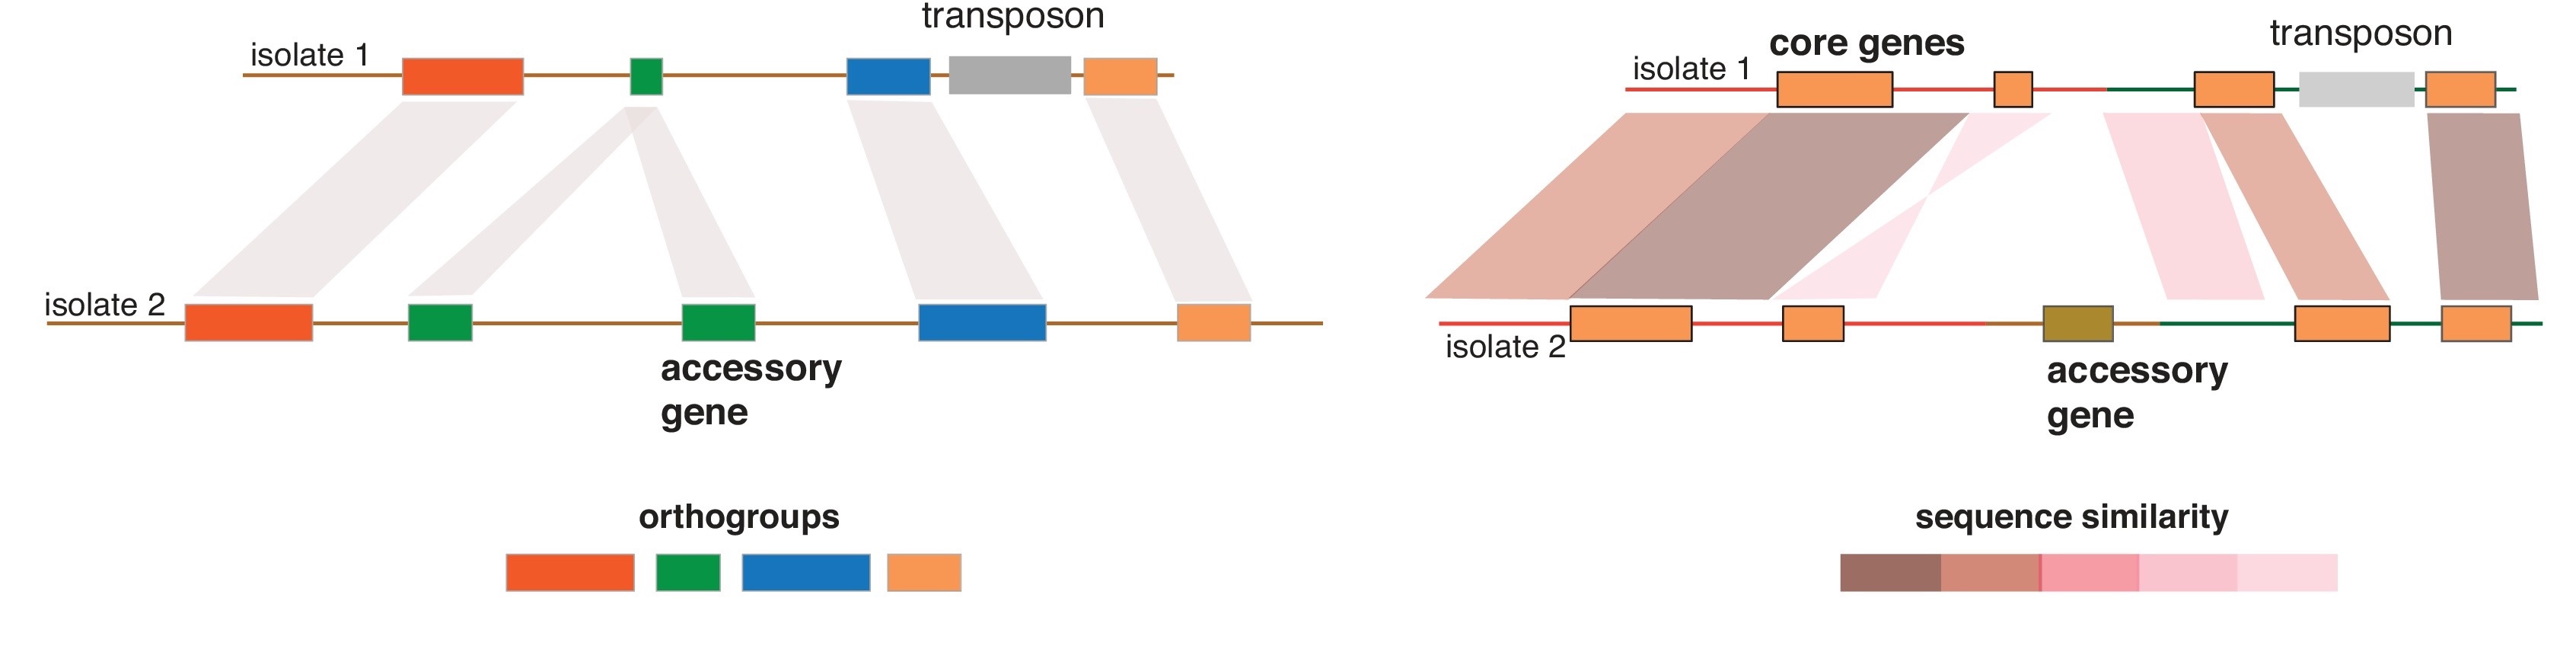 transposon
isolate 1
isolate 2
accessory
gene
orthogroups
core genes
transposon
isolate 1
isolate 2
accessory
gene
sequence similarity